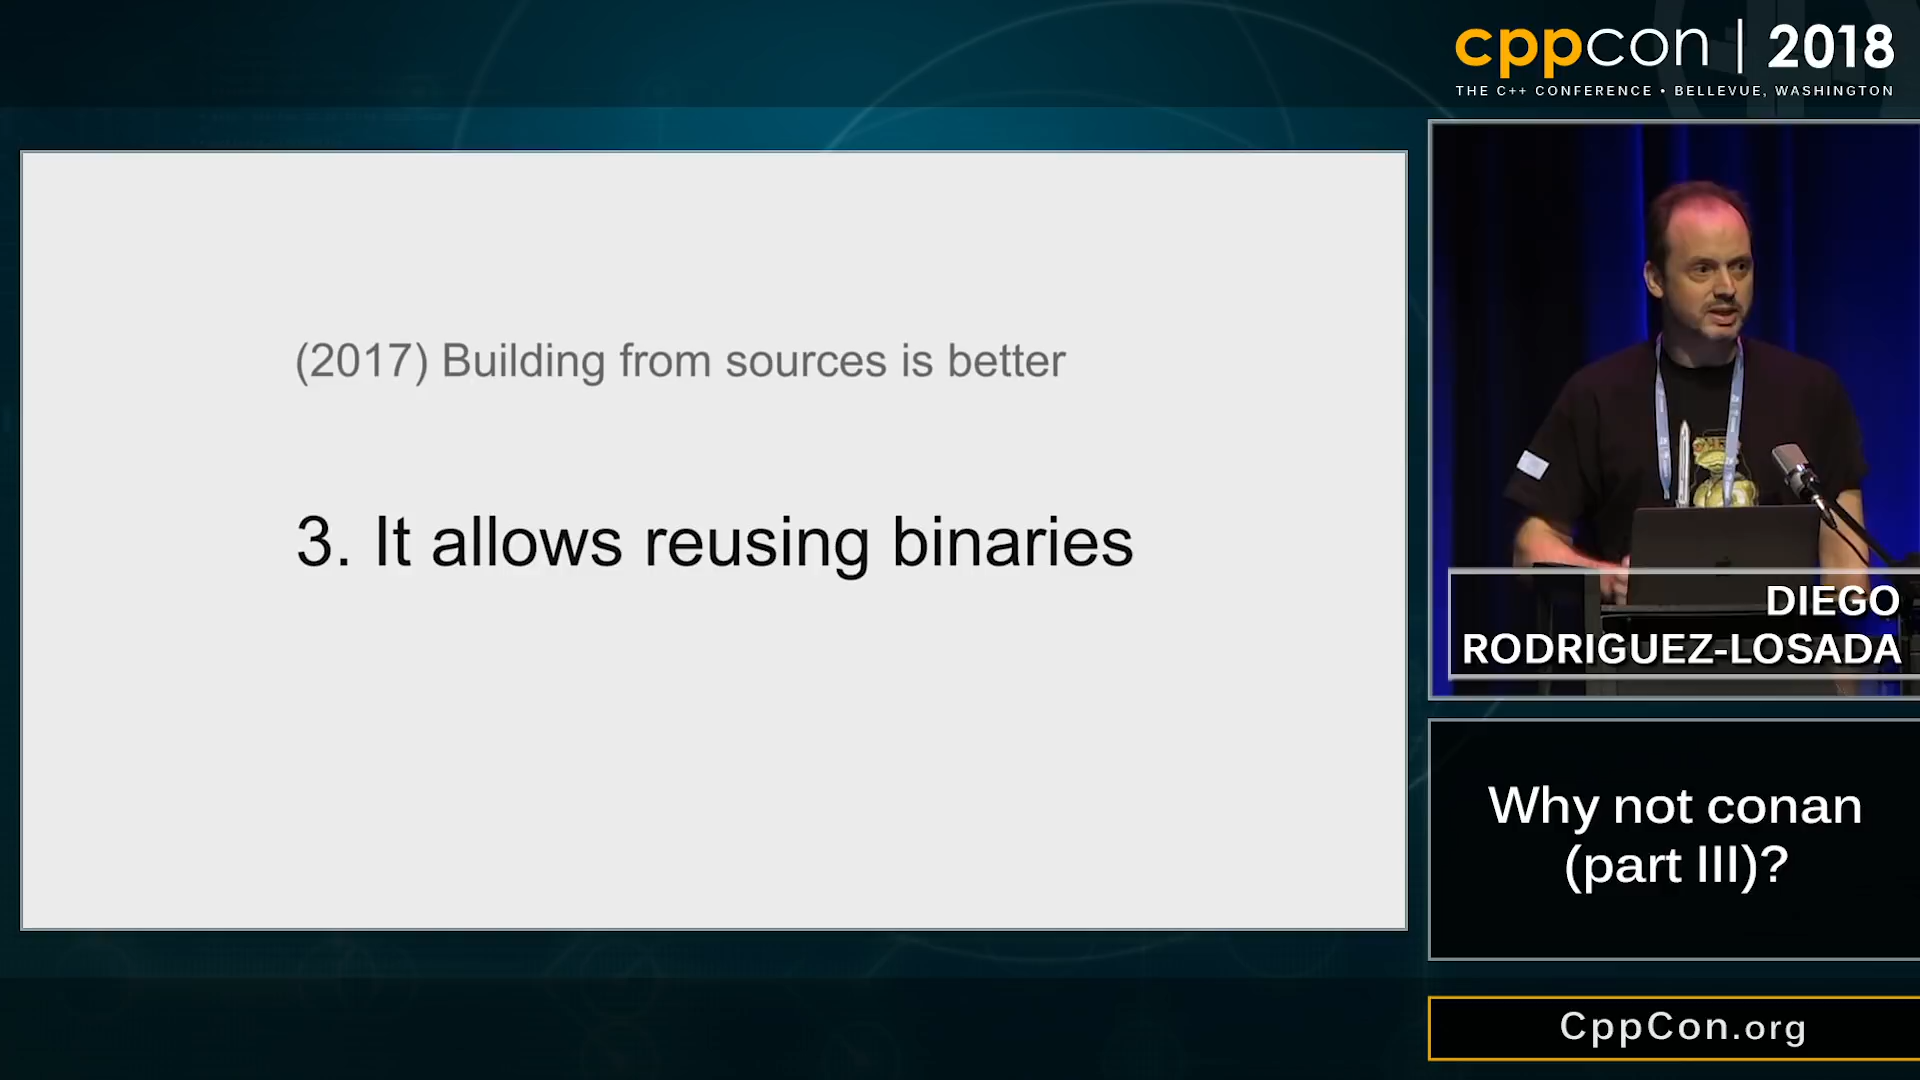 cppcon | 2018
THE C++ CONFERENCE • BELLEVUE, WASHINGTON
(2017) Building from sources is better
3. It allows reusing binaries
DIEGO
RODRIGUEZ-LOSADA
Why not conan
(part III)?
CppCon.org